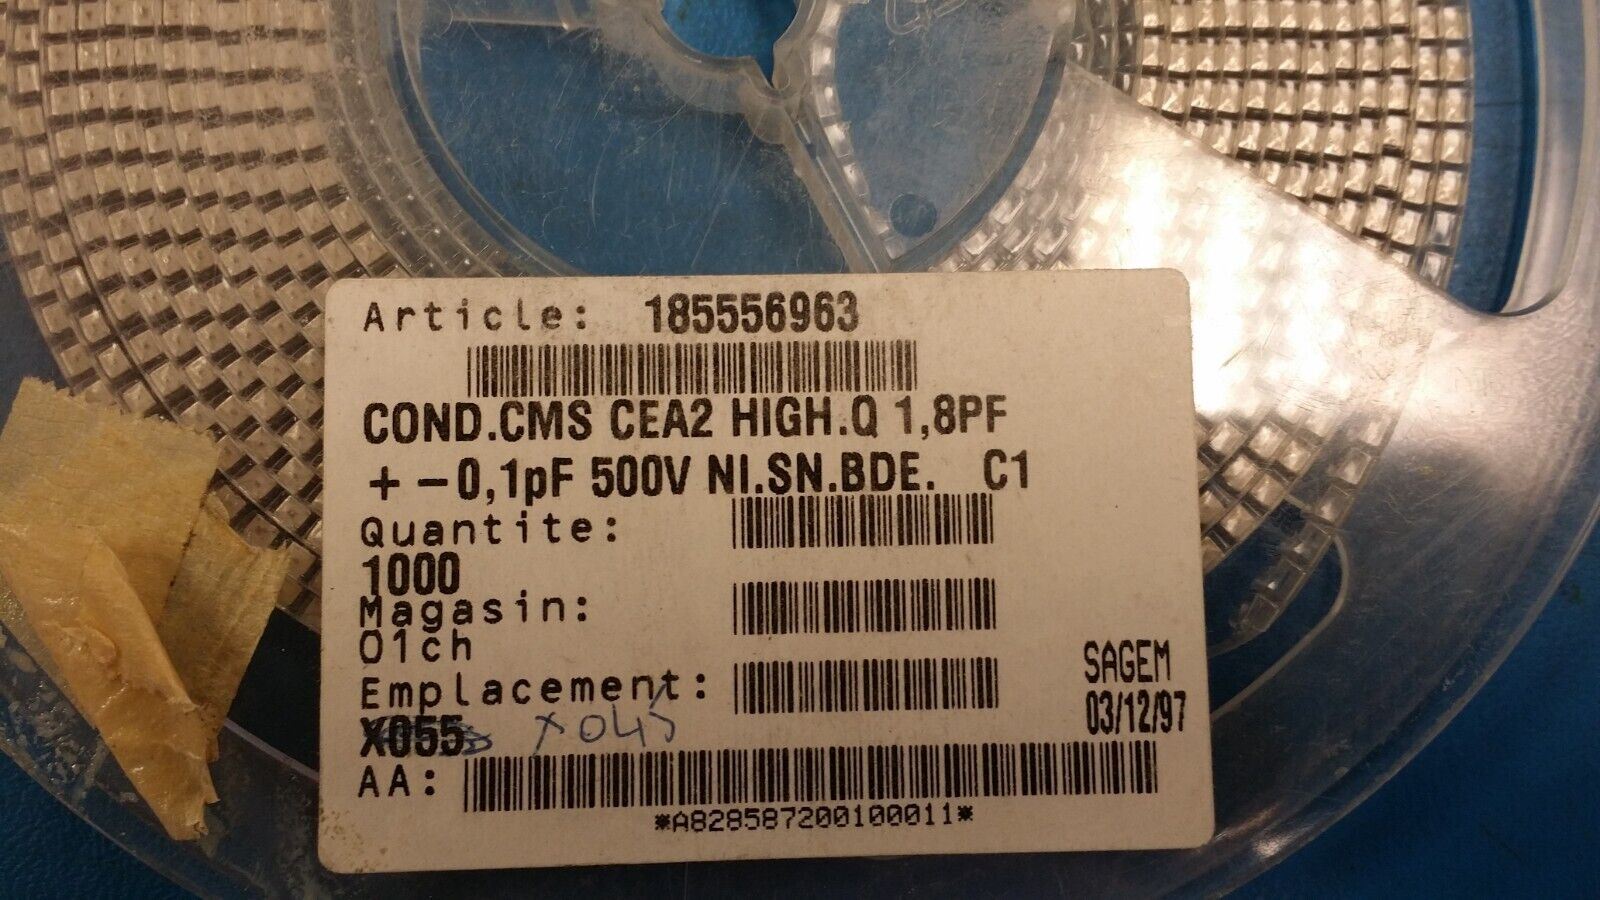 Article: 185556963
COND.CMS CEA2 HIGH.Q 1,8PF
+-0,1pF 500V NI.SN.BDE. C1
Quantite:
1000
Magasin:
01ch
Emplacement:
X055 X045
SAGEM
03/12/97
AA:
*A828587200100011*